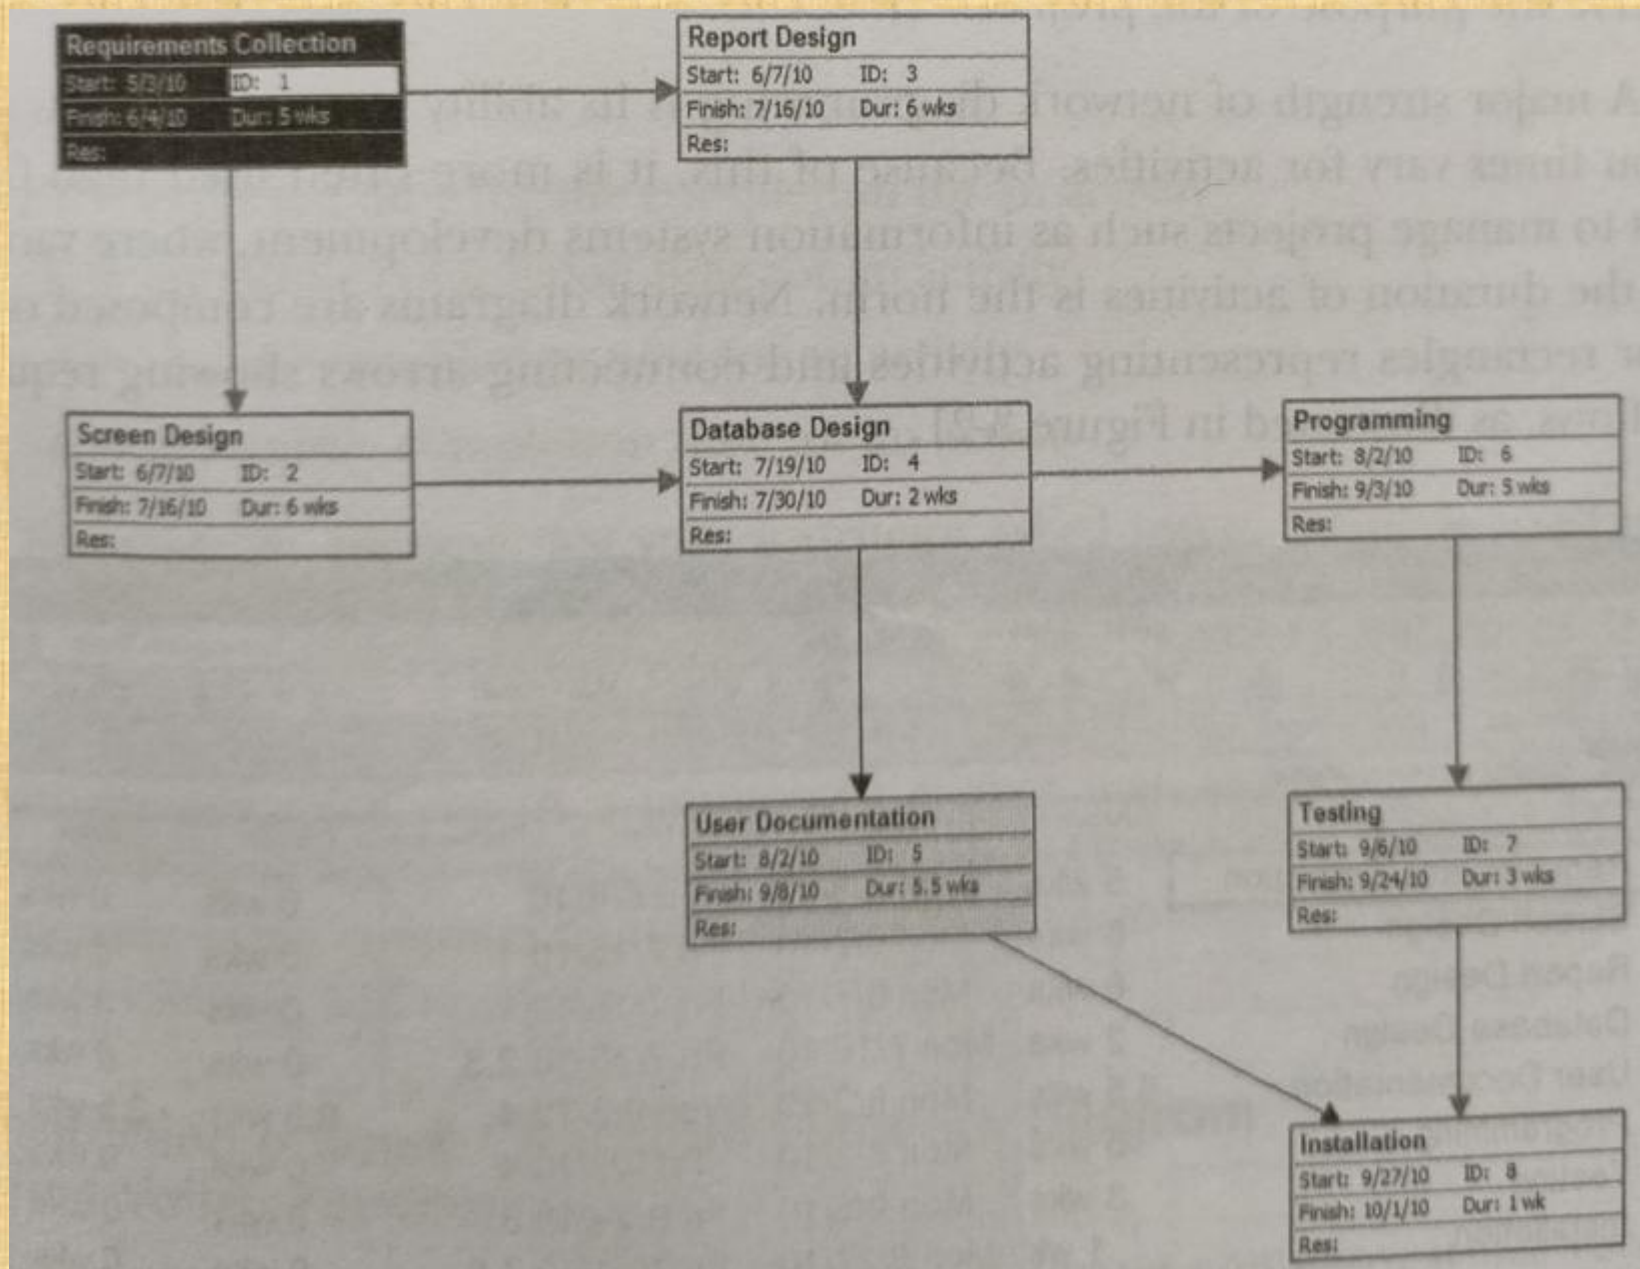 Requirements Collection
Start: 5/3/10 ID: 1
Finish: 6/4/10 Dur: 5 wks
Res:
Report Design
Start: 6/7/10 ID: 3
Finish: 7/16/10 Dur: 6 wks
Res:
Screen Design
Start: 6/7/10 ID: 2
Finish: 7/16/10 Dur: 6 wks
Res:
Database Design
Start: 7/19/10 ID: 4
Finish: 7/30/10 Dur: 2 wks
Res:
Programming
Start: 8/2/10 ID: 6
Finish: 9/3/10 Dur: 5 wks
Res:
User Documentation
Start: 8/2/10 ID: 5
Finish: 9/8/10 Dur: 5.5 wks
Res:
Testing
Start: 9/6/10 ID: 7
Finish: 9/24/10 Dur: 3 wks
Res:
Installation
Start: 9/27/10 ID: 8
Finish: 10/1/10 Dur: 1 wk
Res: